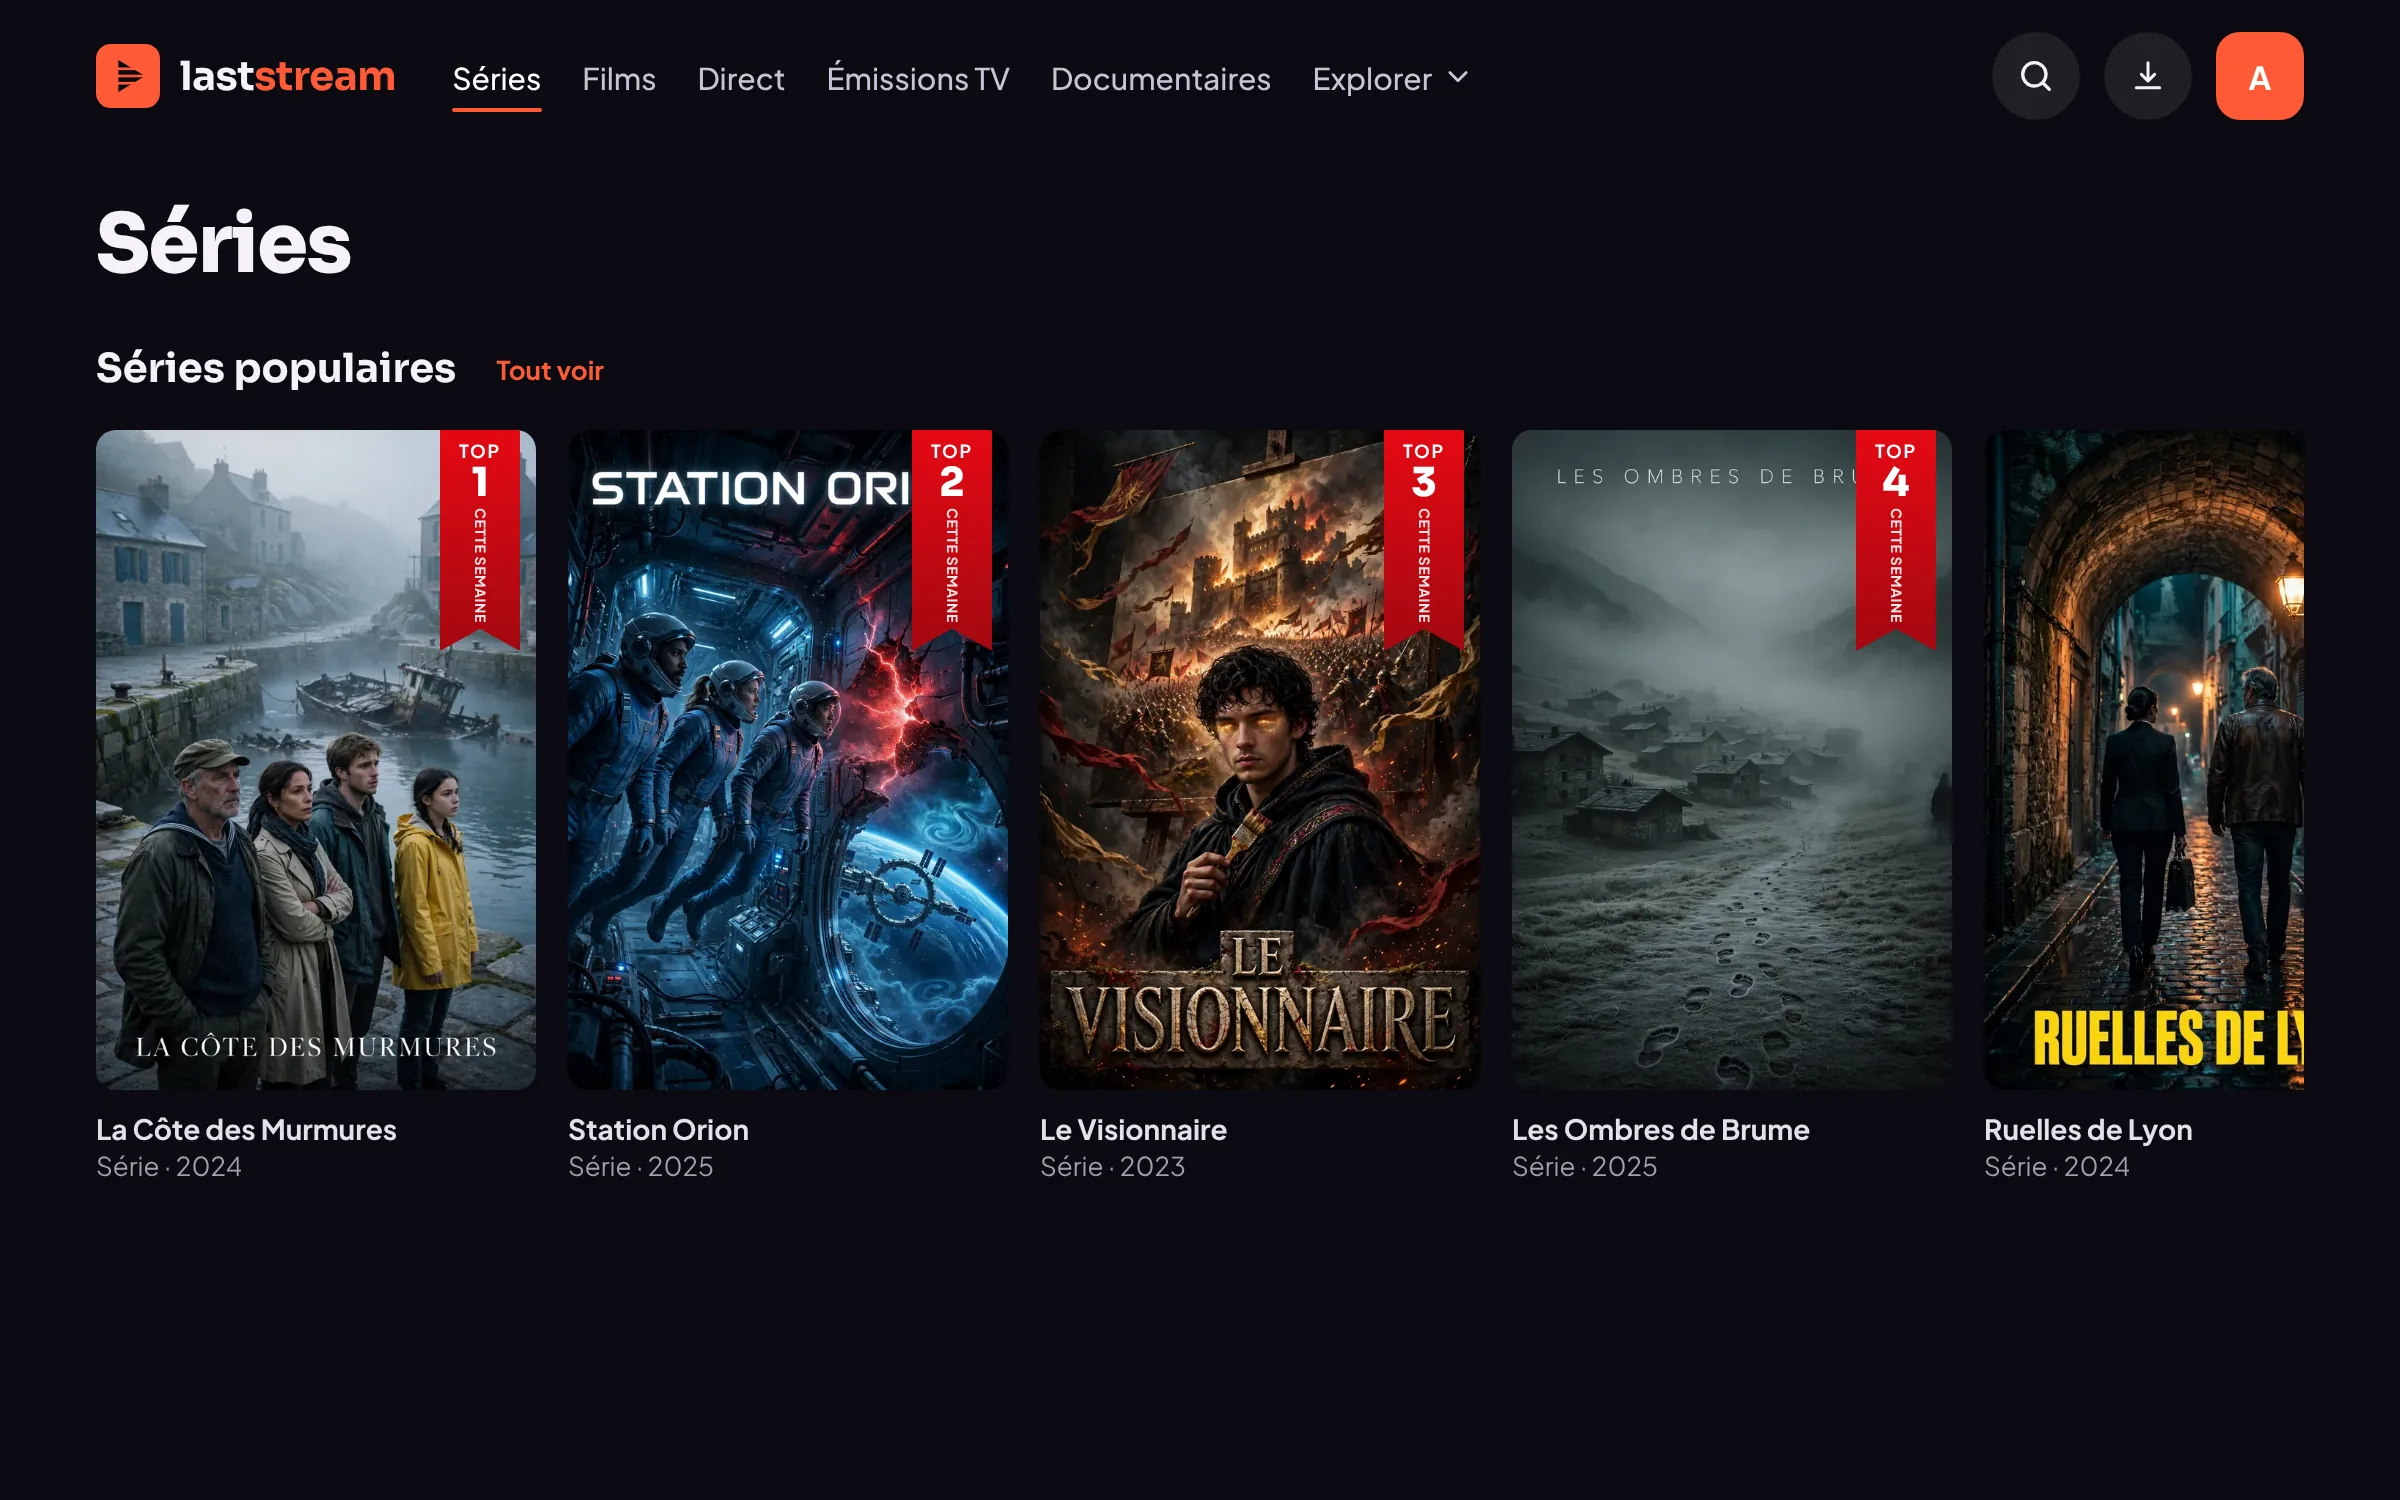 laststream
Séries
Films
Direct
Émissions TV
Documentaires
Explorer
A
Séries
Séries populaires
Tout voir
TOP
1
CETTE SEMAINE
LA CÔTE DES MURMURES
La Côte des Murmures
Série · 2024
STATION ORI
TOP
2
CETTE SEMAINE
Station Orion
Série · 2025
TOP
3
CETTE SEMAINE
LE
VISIONNAIRE
Le Visionnaire
Série · 2023
LES OMBRES DE BRU
TOP
4
CETTE SEMAINE
Les Ombres de Brume
Série · 2025
RUELLES DE LY
Ruelles de Lyon
Série · 2024